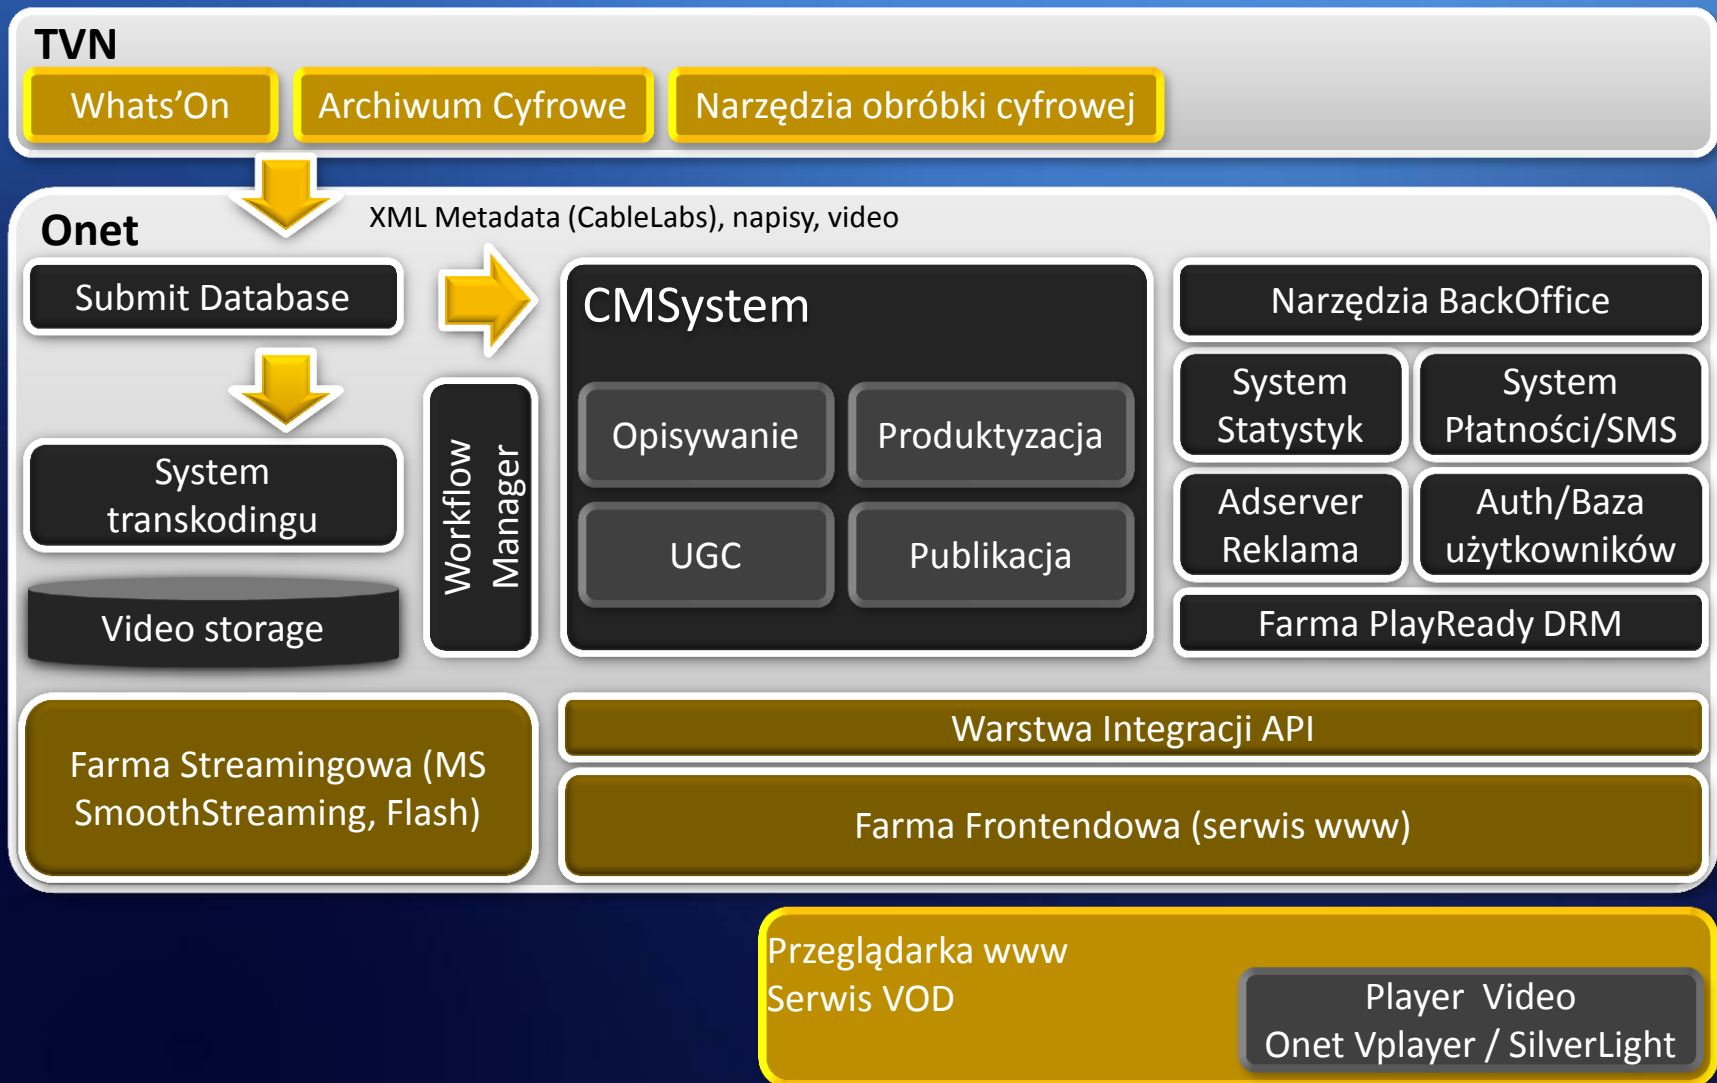 TVN
Whats'On
Archiwum Cyfrowe
Narzędzia obróbki cyfrowej
Onet
XML Metadata (CableLabs), napisy, video
Submit Database
System
transkodingu
Video storage
Workflow
Manager
CMSystem
Opisywanie
Produktyzacja
UGC
Publikacja
Narzędzia BackOffice
System
Statystyk
System
Płatności/SMS
Adserver
Reklama
Auth/Baza
użytkowników
Farma PlayReady DRM
Farma Streamingowa (MS
SmoothStreaming, Flash)
Warstwa Integracji API
Farma Frontendowa (serwis www)
Przeglądarka www
Serwis VOD
Player Video
Onet Vplayer / SilverLight